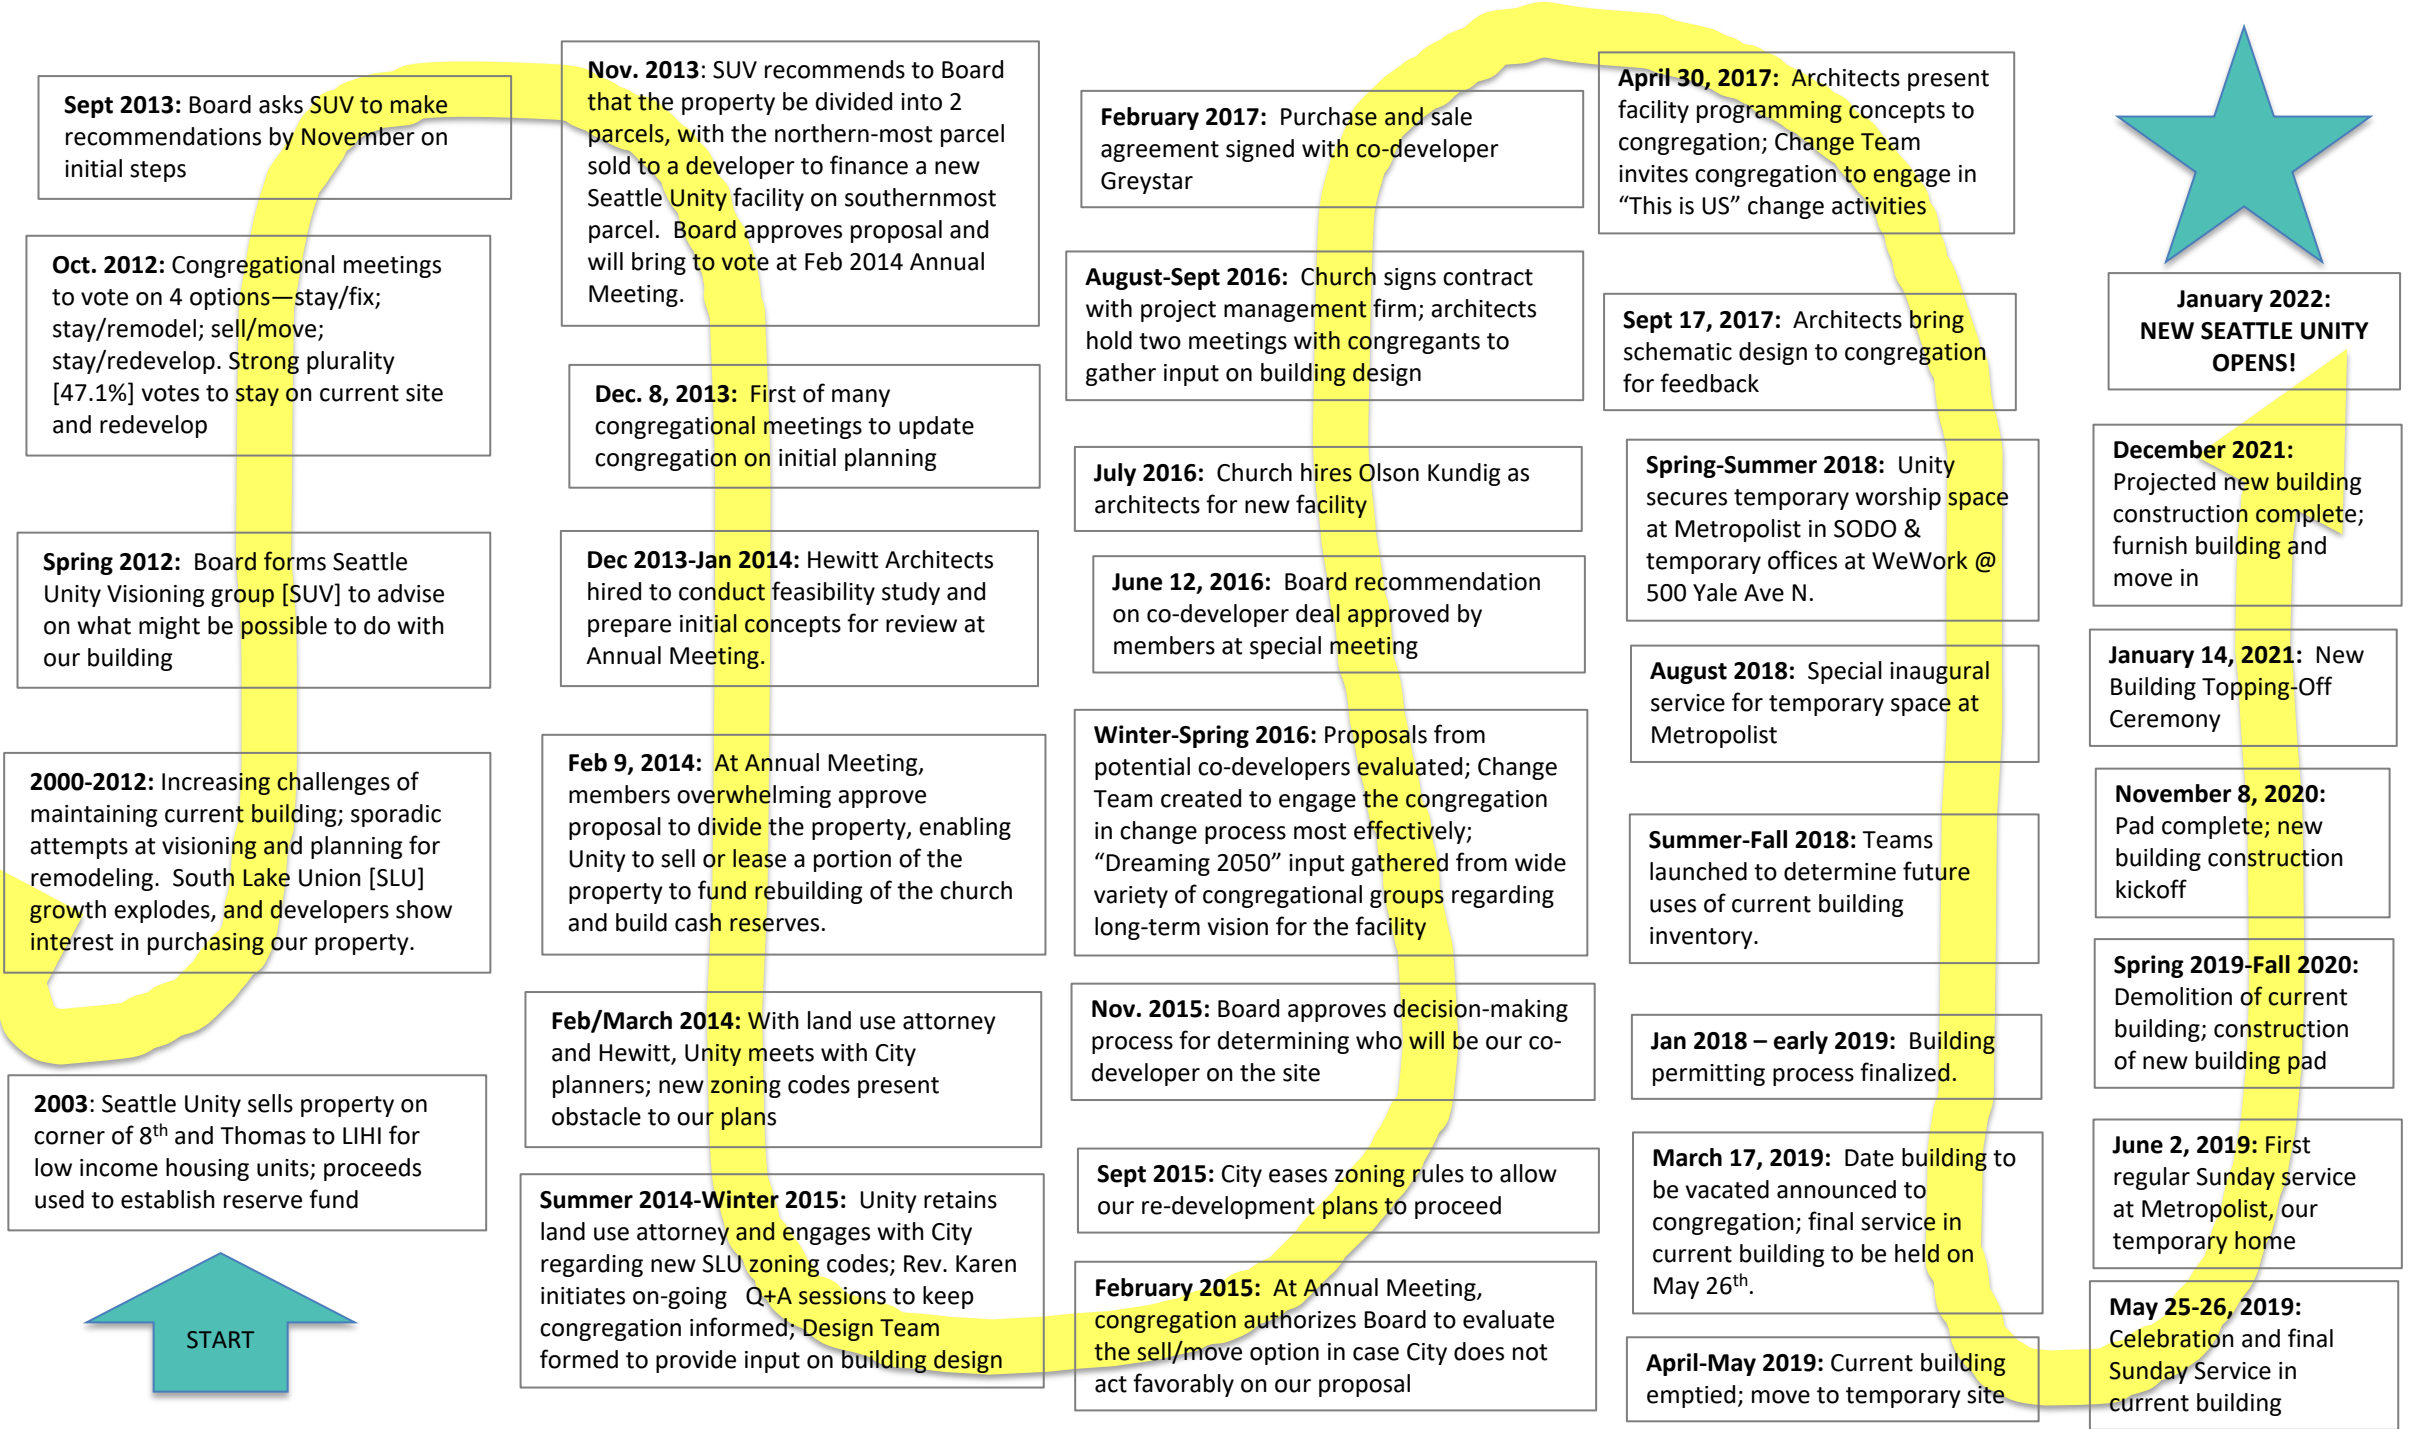 START
2003: Seattle Unity sells property on
corner of 8th and Thomas to LIHI for
low income housing units; proceeds
used to establish reserve fund
2000-2012: Increasing challenges of
maintaining current building; sporadic
attempts at visioning and planning for
remodeling.  South Lake Union [SLU]
growth explodes, and developers show
interest in purchasing our property.
Spring 2012:  Board forms Seattle
Unity Visioning group [SUV] to advise
on what might be possible to do with
our building
Oct. 2012: Congregational meetings
to vote on 4 options—stay/fix;
stay/remodel; sell/move;
stay/redevelop. Strong plurality
[47.1%] votes to stay on current site
and redevelop
Sept 2013: Board asks SUV to make
recommendations by November on
initial steps
Nov. 2013: SUV recommends to Board
that the property be divided into 2
parcels, with the northern-most parcel
sold to a developer to finance a new
Seattle Unity facility on southernmost
parcel.  Board approves proposal and
will bring to vote at Feb 2014 Annual
Meeting.
Dec. 8, 2013:  First of many
congregational meetings to update
congregation on initial planning
Dec 2013-Jan 2014: Hewitt Architects
hired to conduct feasibility study and
prepare initial concepts for review at
Annual Meeting.
Feb 9, 2014:  At Annual Meeting,
members overwhelming approve
proposal to divide the property, enabling
Unity to sell or lease a portion of the
property to fund rebuilding of the church
and build cash reserves.
Feb/March 2014: With land use attorney
and Hewitt, Unity meets with City
planners; new zoning codes present
obstacle to our plans
Summer 2014-Winter 2015:  Unity retains
land use attorney and engages with City
regarding new SLU zoning codes; Rev. Karen
initiates on-going   Q+A sessions to keep
congregation informed; Design Team
formed to provide input on building design
February 2015:  At Annual Meeting,
congregation authorizes Board to evaluate
the sell/move option in case City does not
act favorably on our proposal
Sept 2015: City eases zoning rules to allow
our re-development plans to proceed
Nov. 2015: Board approves decision-making
process for determining who will be our co-
developer on the site
Winter-Spring 2016: Proposals from
potential co-developers evaluated; Change
Team created to engage the congregation
in change process most effectively;
“Dreaming 2050” input gathered from wide
variety of congregational groups regarding
long-term vision for the facility
June 12, 2016:  Board recommendation
on co-developer deal approved by
members at special meeting
July 2016:  Church hires Olson Kundig as
architects for new facility
August-Sept 2016:  Church signs contract
with project management firm; architects
hold two meetings with congregants to
gather input on building design
February 2017:  Purchase and sale
agreement signed with co-developer
Greystar
April 30, 2017:  Architects present
facility programming concepts to
congregation; Change Team
invites congregation to engage in
“This is US” change activities
Sept 17, 2017:  Architects bring
schematic design to congregation
for feedback
Spring-Summer 2018:  Unity
secures temporary worship space
at Metropolist in SODO &
temporary offices at WeWork @
500 Yale Ave N.
August 2018:  Special inaugural
service for temporary space at
Metropolist
Summer-Fall 2018: Teams
launched to determine future
uses of current building
inventory.
Jan 2018 – early 2019:  Building
permitting process finalized.
March 17, 2019:  Date building to
be vacated announced to
congregation; final service in
current building to be held on
May 26th.
April-May 2019: Current building
emptied; move to temporary site
May 25-26, 2019:
Celebration and final
Sunday Service in
current building
June 2, 2019: First
regular Sunday service
at Metropolist, our
temporary home
Spring 2019-Fall 2020:
Demolition of current
building; construction
of new building pad
November 8, 2020:
Pad complete; new
building construction
kickoff
January 14, 2021:  New
Building Topping-Off
Ceremony
December 2021:
Projected new building
construction complete;
furnish building and
move in
January 2022:
NEW SEATTLE UNITY
OPENS!